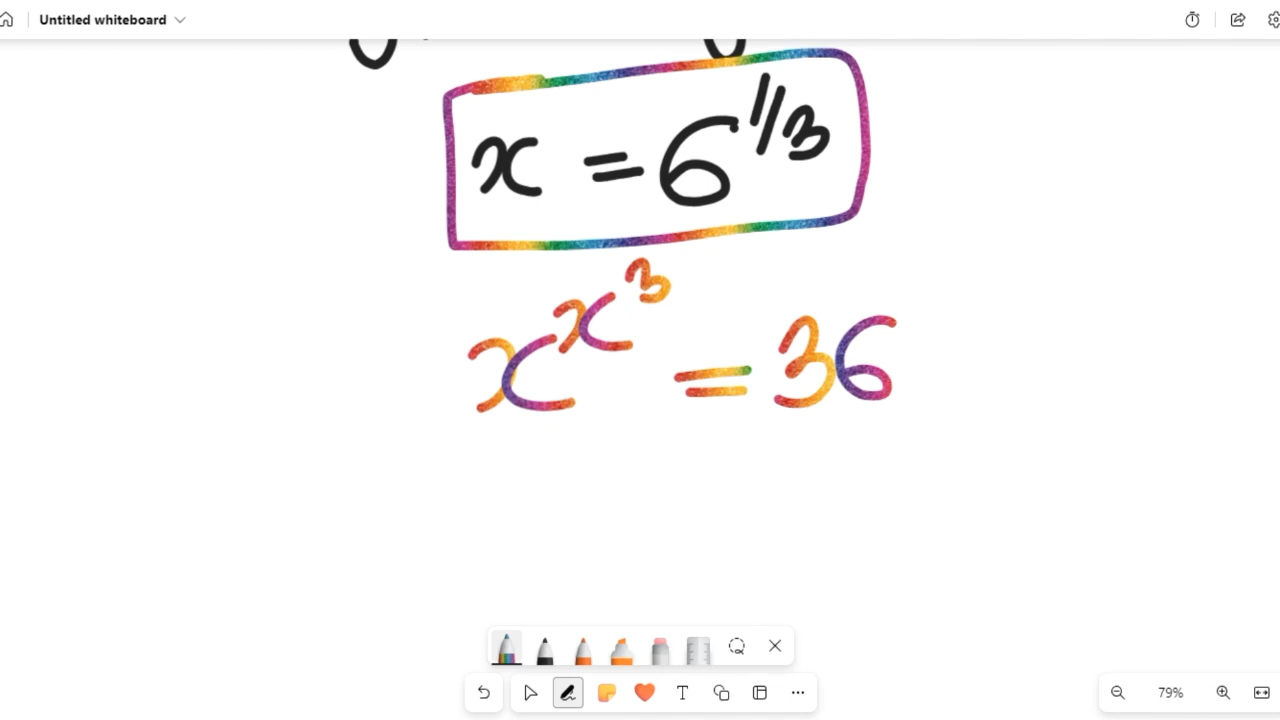 Untitled whiteboard
x = 6^{1/3}
x^{x^3} = 36
79%